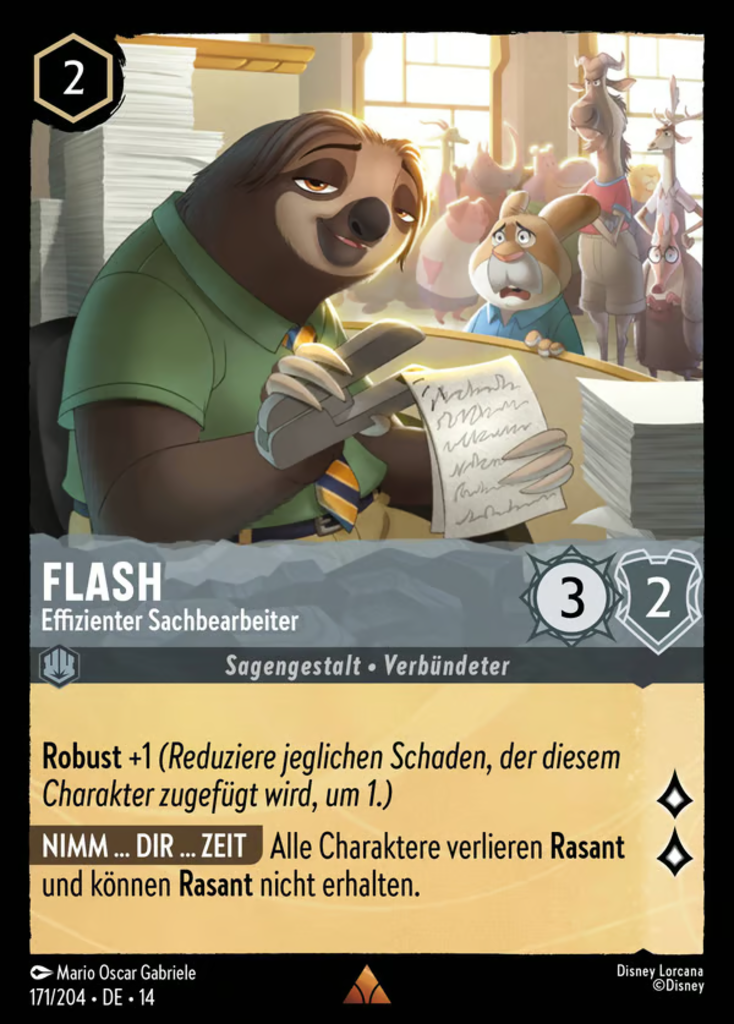 2
FLASH
Effizienter Sachbearbeiter
3
2
Sagengestalt • Verbündeter
Robust +1 (Reduziere jeglichen Schaden, der diesem
Charakter zugefügt wird, um 1.)
NIMM ... DIR ... ZEIT Alle Charaktere verlieren Rasant
und können Rasant nicht erhalten.
Mario Oscar Gabriele
171/204 • DE • 14
Disney Lorcana
©Disney